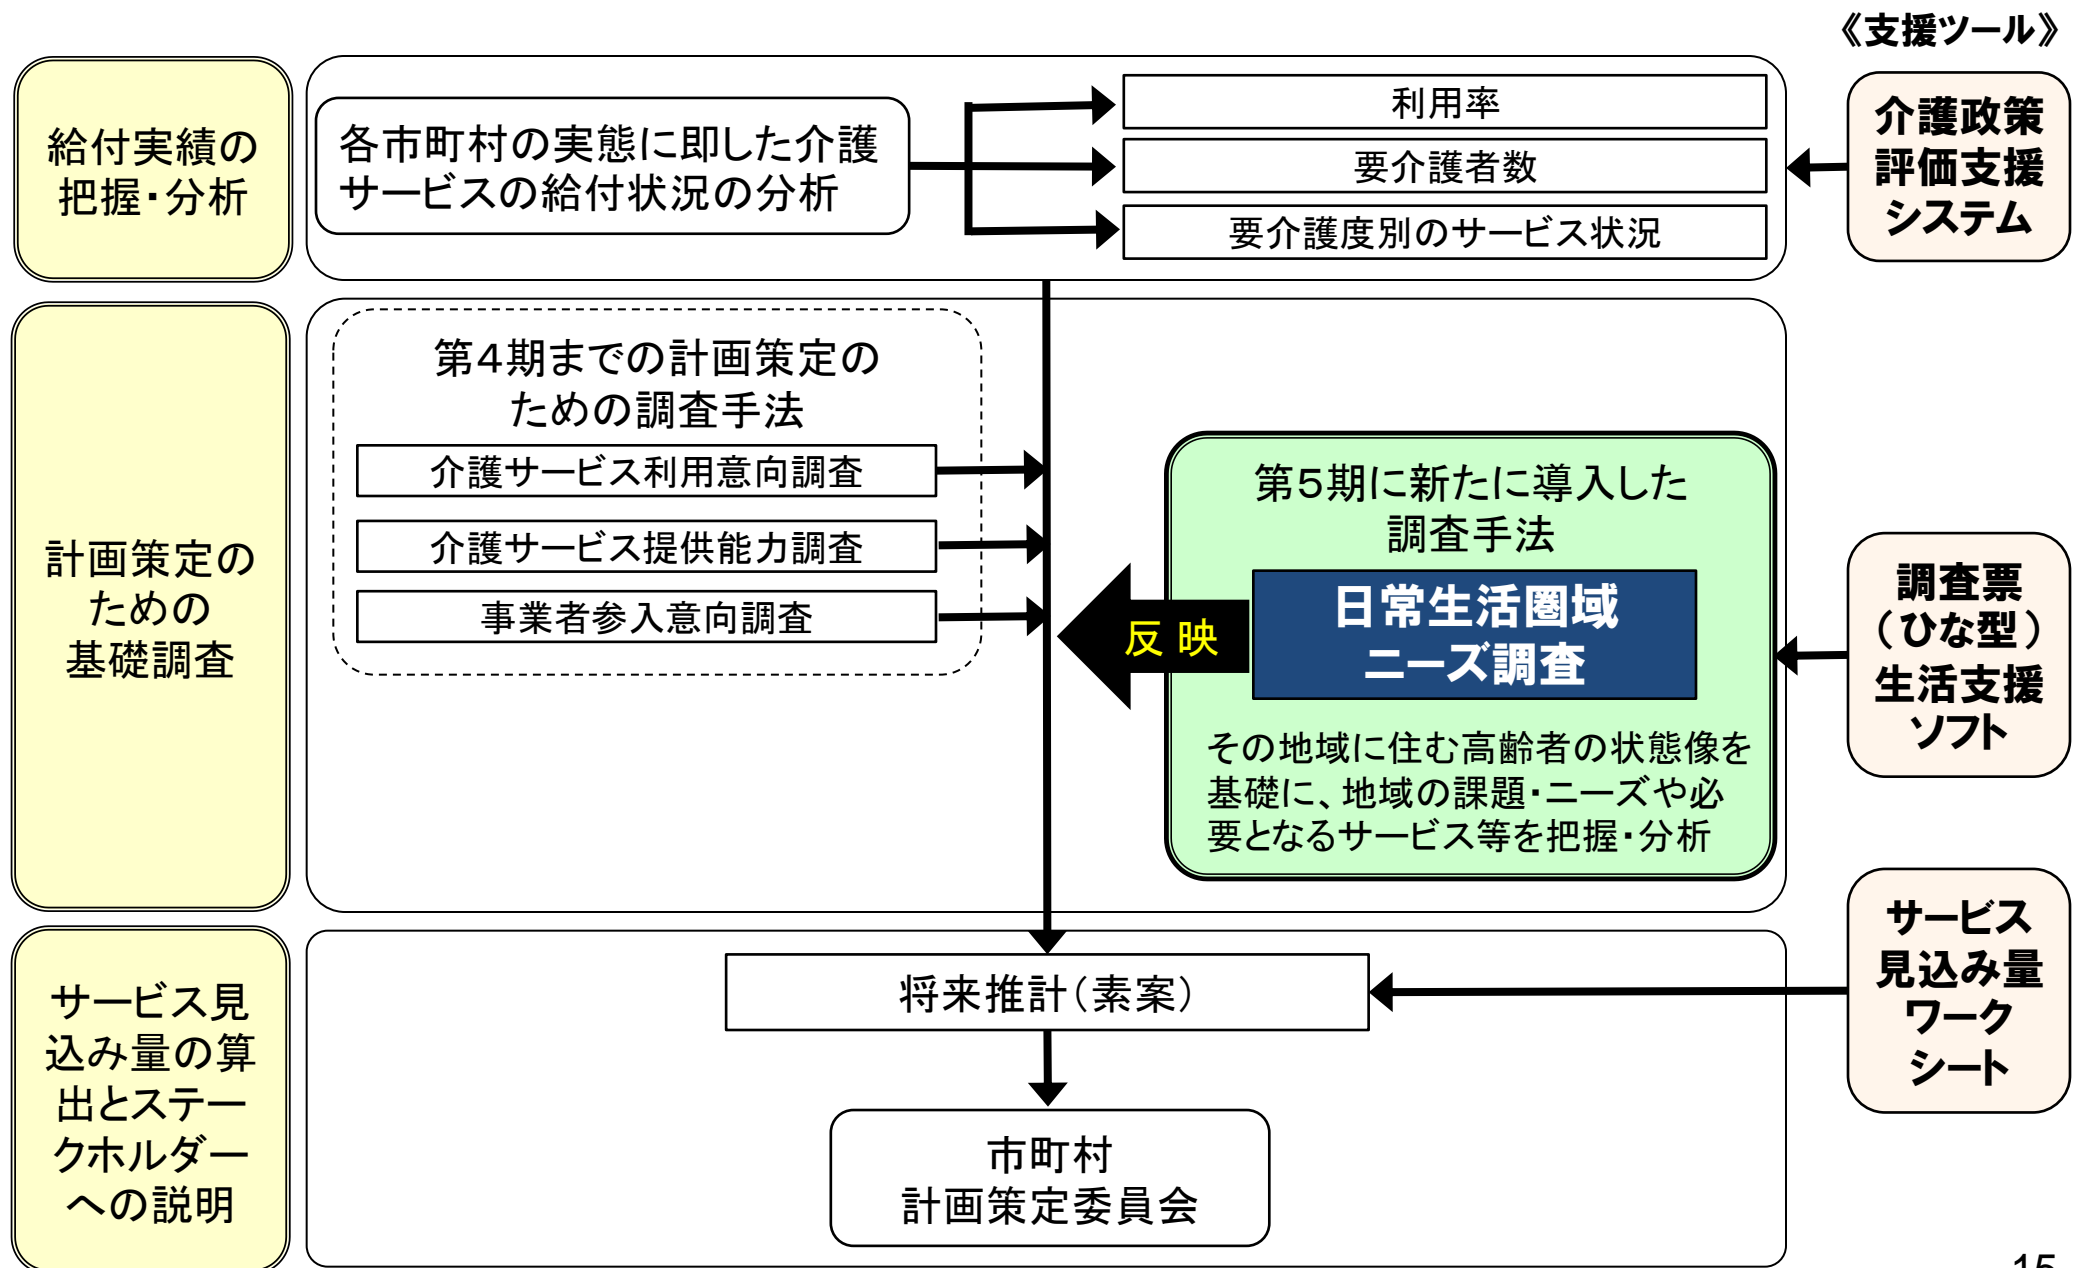 《支援ツール》
給付実績の
把握・分析
各市町村の実態に即した介護
サービスの給付状況の分析
利用率
要介護者数
要介護度別のサービス状況
介護政策
評価支援
システム
計画策定の
ための
基礎調査
第４期までの計画策定の
ための調査手法
介護サービス利用意向調査
介護サービス提供能力調査
事業者参入意向調査
反 映
第５期に新たに導入した
調査手法
日常生活圏域
ニーズ調査
その地域に住む高齢者の状態像を
基礎に、地域の課題・ニーズや必
要となるサービス等を把握・分析
調査票
（ひな型）
生活支援
ソフト
サービス見
込み量の算
出とステー
クホルダー
への説明
将来推計（素案）
市町村
計画策定委員会
サービス
見込み量
ワーク
シート
15